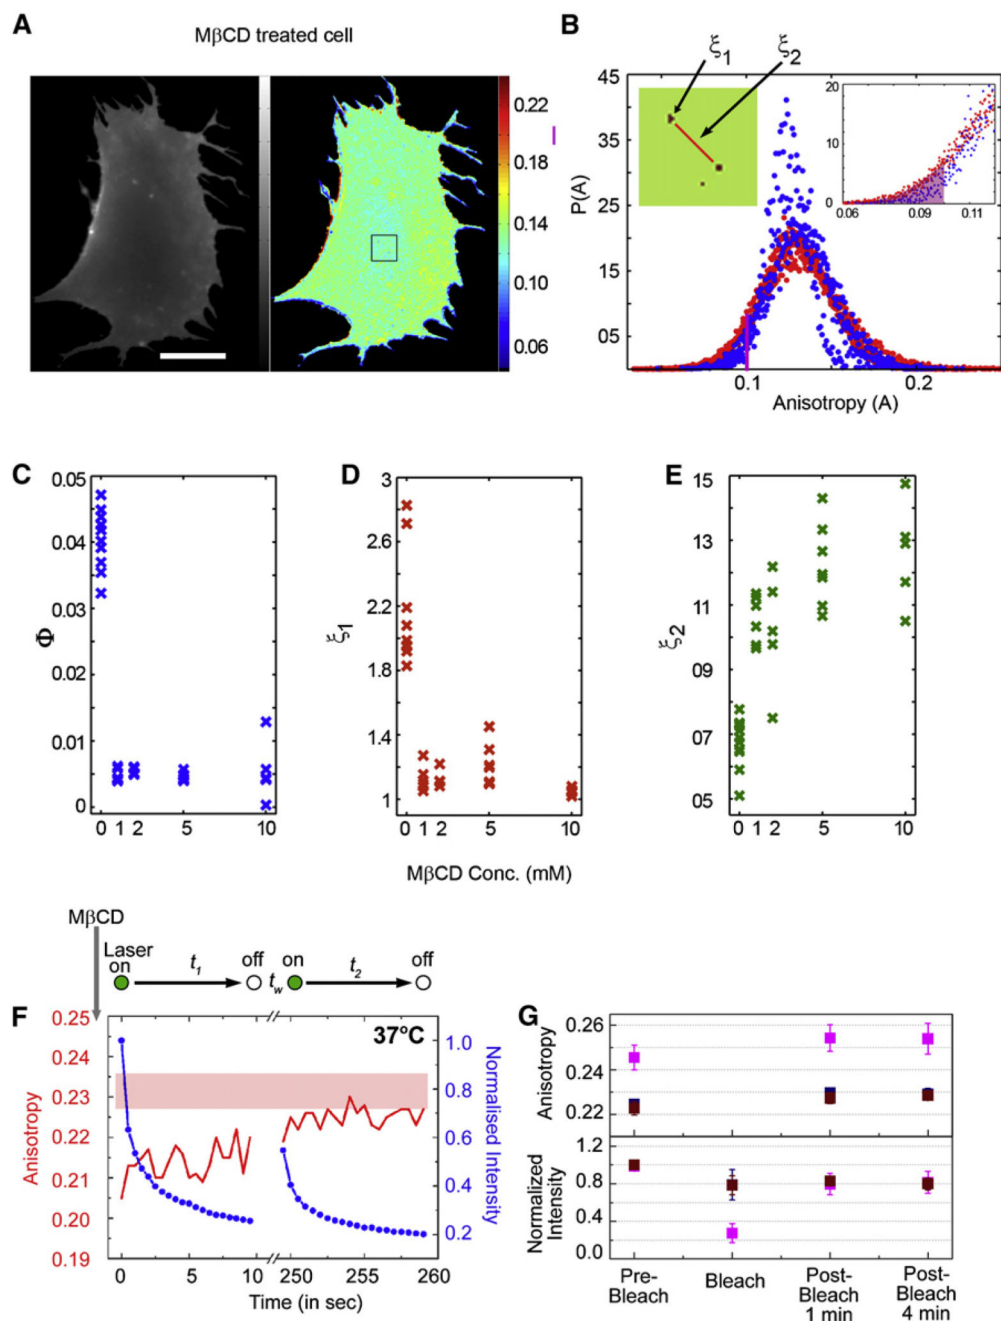 A
MβCD treated cell
0.22
0.18
0.14
0.10
0.06
B
ξ1
ξ2
45
35
25
15
05
P(A)
20
10
0
0.06
0.09
0.11
0.1
0.2
Anisotropy (A)
C
0.05
0.04
0.03
0.02
0.01
0
Φ
0 1 2 5 10
D
3
2.6
2.2
1.8
1.4
1
ξ1
0 1 2 5 10
E
15
13
11
09
07
05
ξ2
0 1 2 5 10
MβCD Conc. (mM)
MβCD
Laser
on
t1
off
tw
on
t2
off
F
37°C
0.25
0.24
0.23
0.22
0.21
0.20
0.19
Anisotropy
1.0
0.8
0.6
0.4
0.2
Normalised Intensity
0 5 10 250 255 260
Time (in sec)
G
0.26
0.24
0.22
Anisotropy
1.2
0.8
0.4
0.0
Normalized
Intensity
Pre-
Bleach
Bleach
Post-
Bleach
1 min
Post-
Bleach
4 min